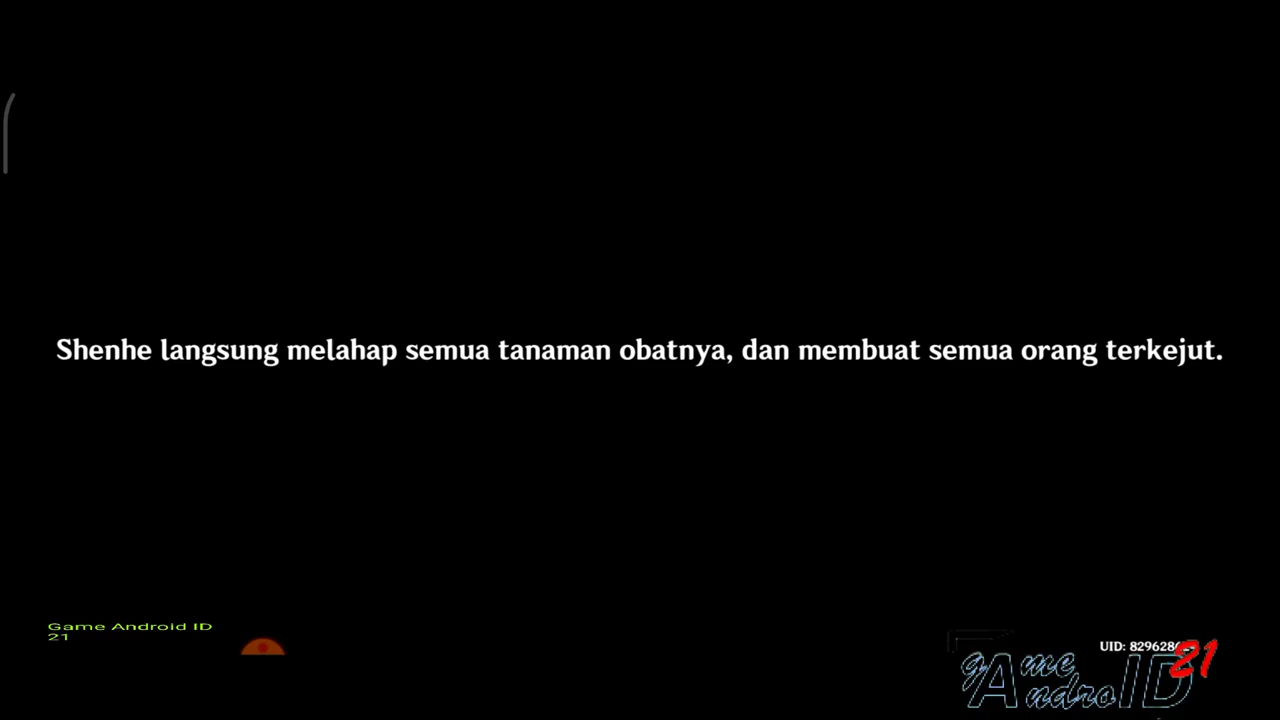 Shenhe langsung melahap semua tanaman obatnya, dan membuat semua orang terkejut.
Game Android ID
21
UID: 829628
game
AndroID
21